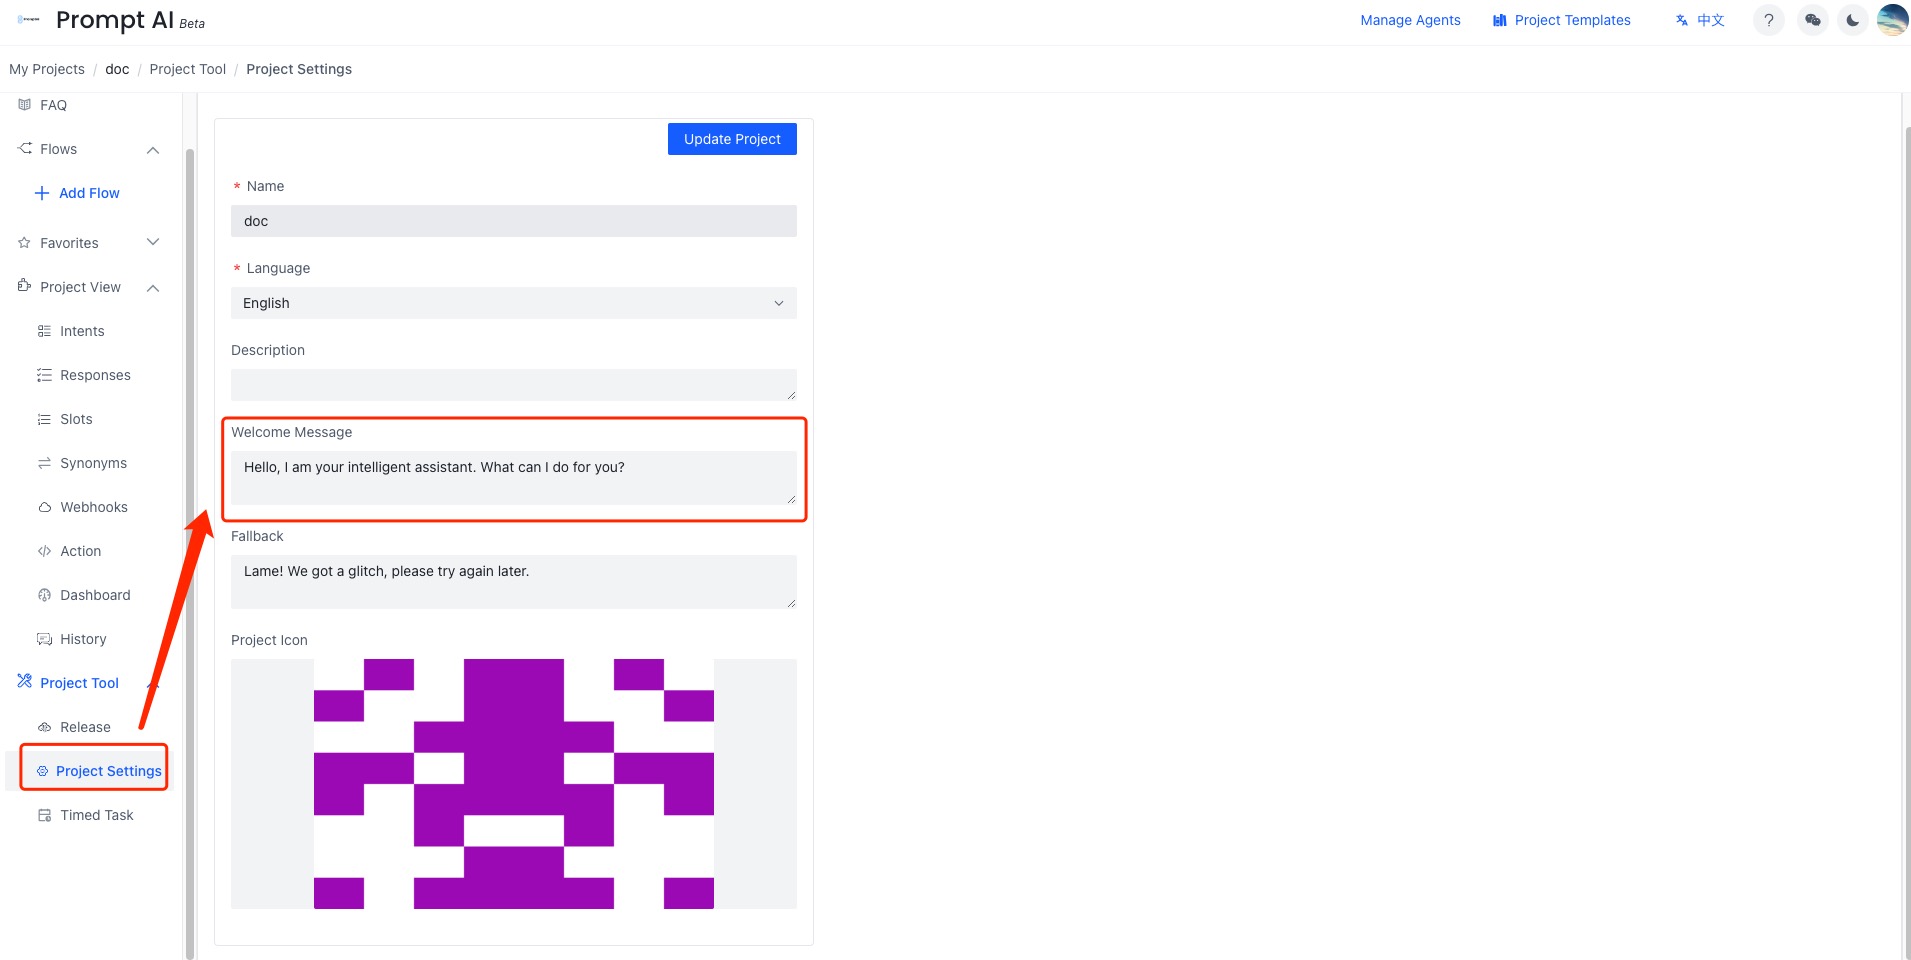 Prompt AI Beta
Manage Agents
Project Templates
中文
?
My Projects / doc / Project Tool / Project Settings
FAQ
Flows
Add Flow
Favorites
Project View
Intents
Responses
Slots
Synonyms
Webhooks
Action
Dashboard
History
Project Tool
Release
Project Settings
Timed Task
Update Project
* Name
doc
* Language
English
Description
Welcome Message
Hello, I am your intelligent assistant. What can I do for you?
Fallback
Lame! We got a glitch, please try again later.
Project Icon